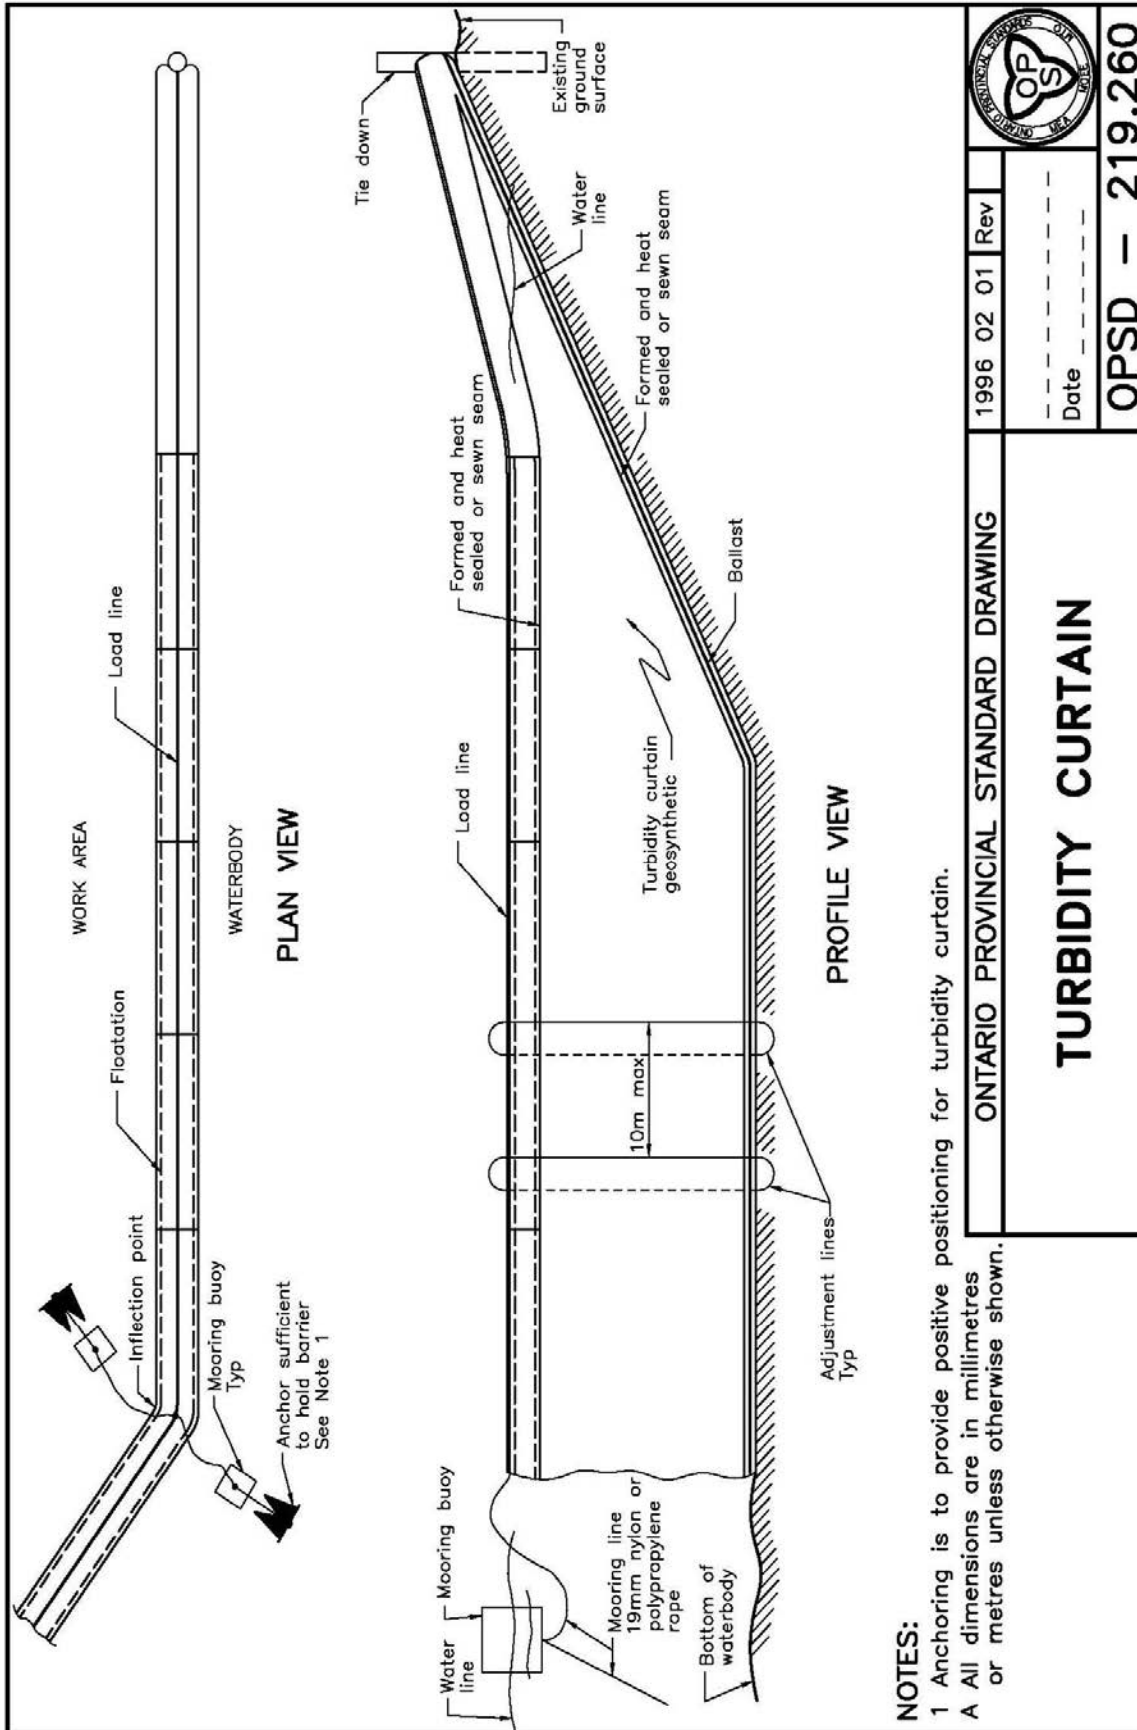 WORK AREA
Load line
Floatation
Inflection point
Mooring buoy
Typ
Anchor sufficient
to hold barrier
See Note 1
WATERBODY
PLAN VIEW
Tie down
Existing
ground
surface
Water
line
Formed and heat
sealed or sewn seam
Load line
Formed and heat
sealed or sewn seam
Turbidity curtain
geosynthetic
Ballast
10m max
Adjustment lines
Typ
Mooring buoy
Water
line
Mooring line
19mm nylon or
polypropylene
rope
Bottom of
waterbody
PROFILE VIEW
NOTES:
1 Anchoring is to provide positive positioning for turbidity curtain.
A All dimensions are in millimetres
or metres unless otherwise shown.
ONTARIO PROVINCIAL STANDARD DRAWING
1996 02 01 Rev
TURBIDITY CURTAIN
Date
OPSD - 219.260
ONTARIO PROVINCIAL STANDARDS
OPS
MEA
MOEE